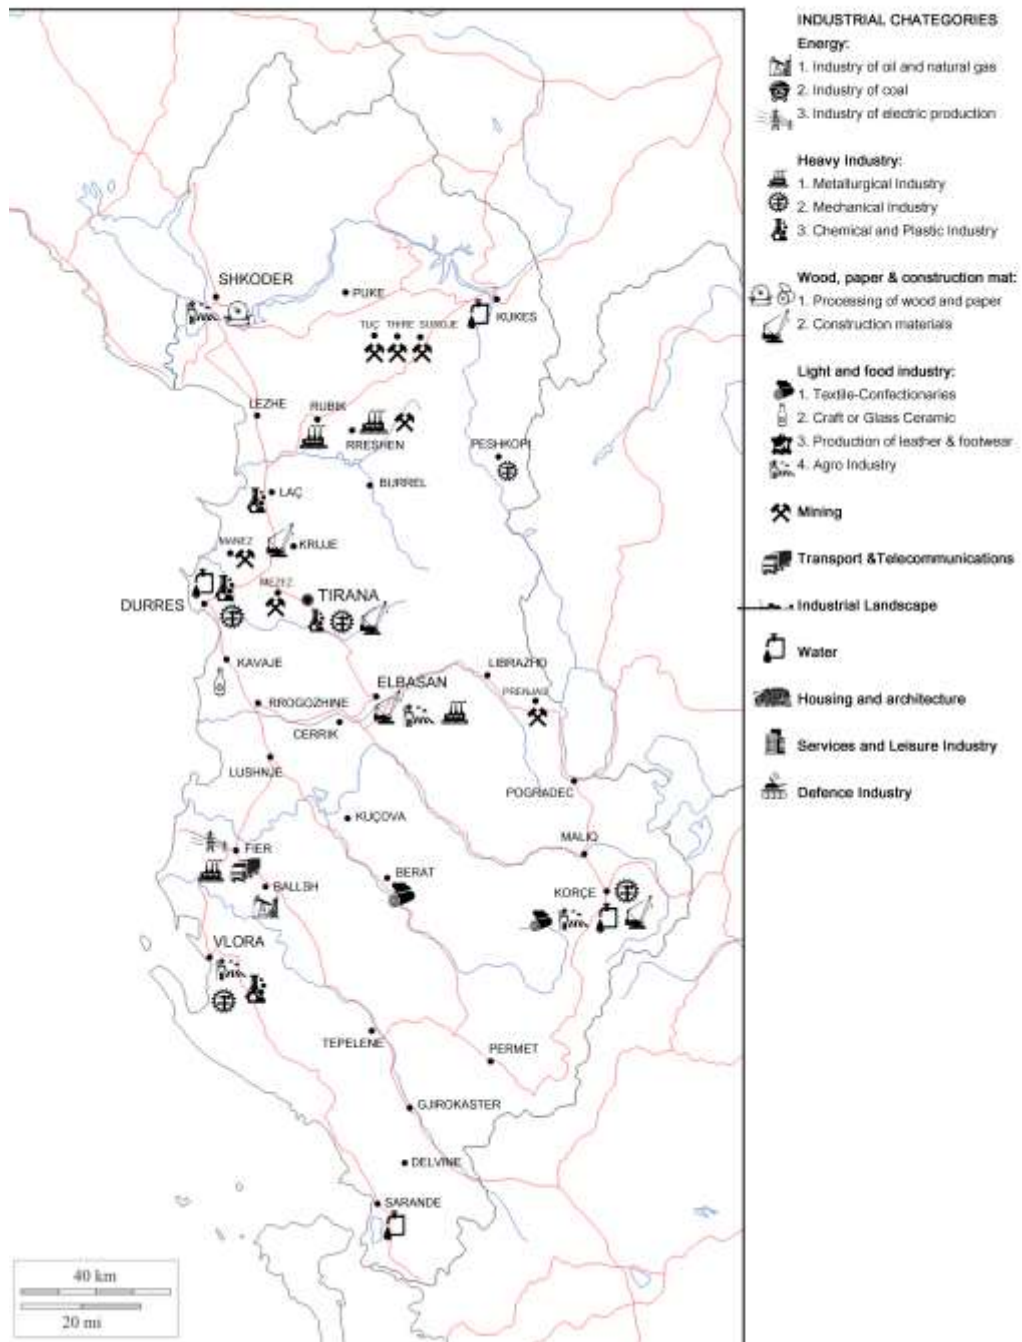 INDUSTRIAL CHATEGORIES
Energy:
1. Industry of oil and natural gas
2. Industry of coal
3. Industry of electric production
Heavy Industry:
1. Metallurgical Industry
2. Mechanical Industry
3. Chemical and Plastic Industry
Wood, paper & construction mat:
1. Processing of wood and paper
2. Construction materials
Light and food industry:
1. Textile-Confectionaries
2. Craft or Glass Ceramic
3. Production of leather & footwear
4. Agro Industry
Mining
Transport &Telecommunications
Industrial Landscape
Water
Housing and architecture
Services and Leisure Industry
Defence Industry
SHKODER
PUKE
KUKES
TUÇ
THIRE
LEZHE
RUBIK
RRESHEN
PESHKOPI
BURREL
LAÇ
MANEZ
KRUJE
MEZEZ
DURRES
TIRANA
KAVAJE
LIBRAZHD
ELBASAN
PRENJASI
RROGOZHINE
CERRIK
LUSHNJE
POGRADEC
KUÇOVA
MALIQ
FIER
BERAT
BALLSH
KORÇE
VLORA
TEPELENE
PERMET
GJIROKASTER
DELVINE
SARANDE
40 km
20 mi